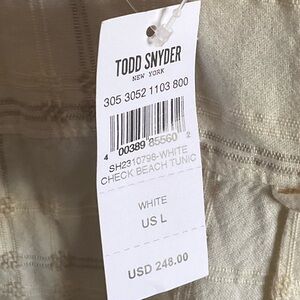 TODD SNYDER
NEW YORK
305 3052 1103 800
4 00389 85560 2
SH2310798-WHITE
CHECK BEACH TUNIC
WHITE
US L
USD 248.00